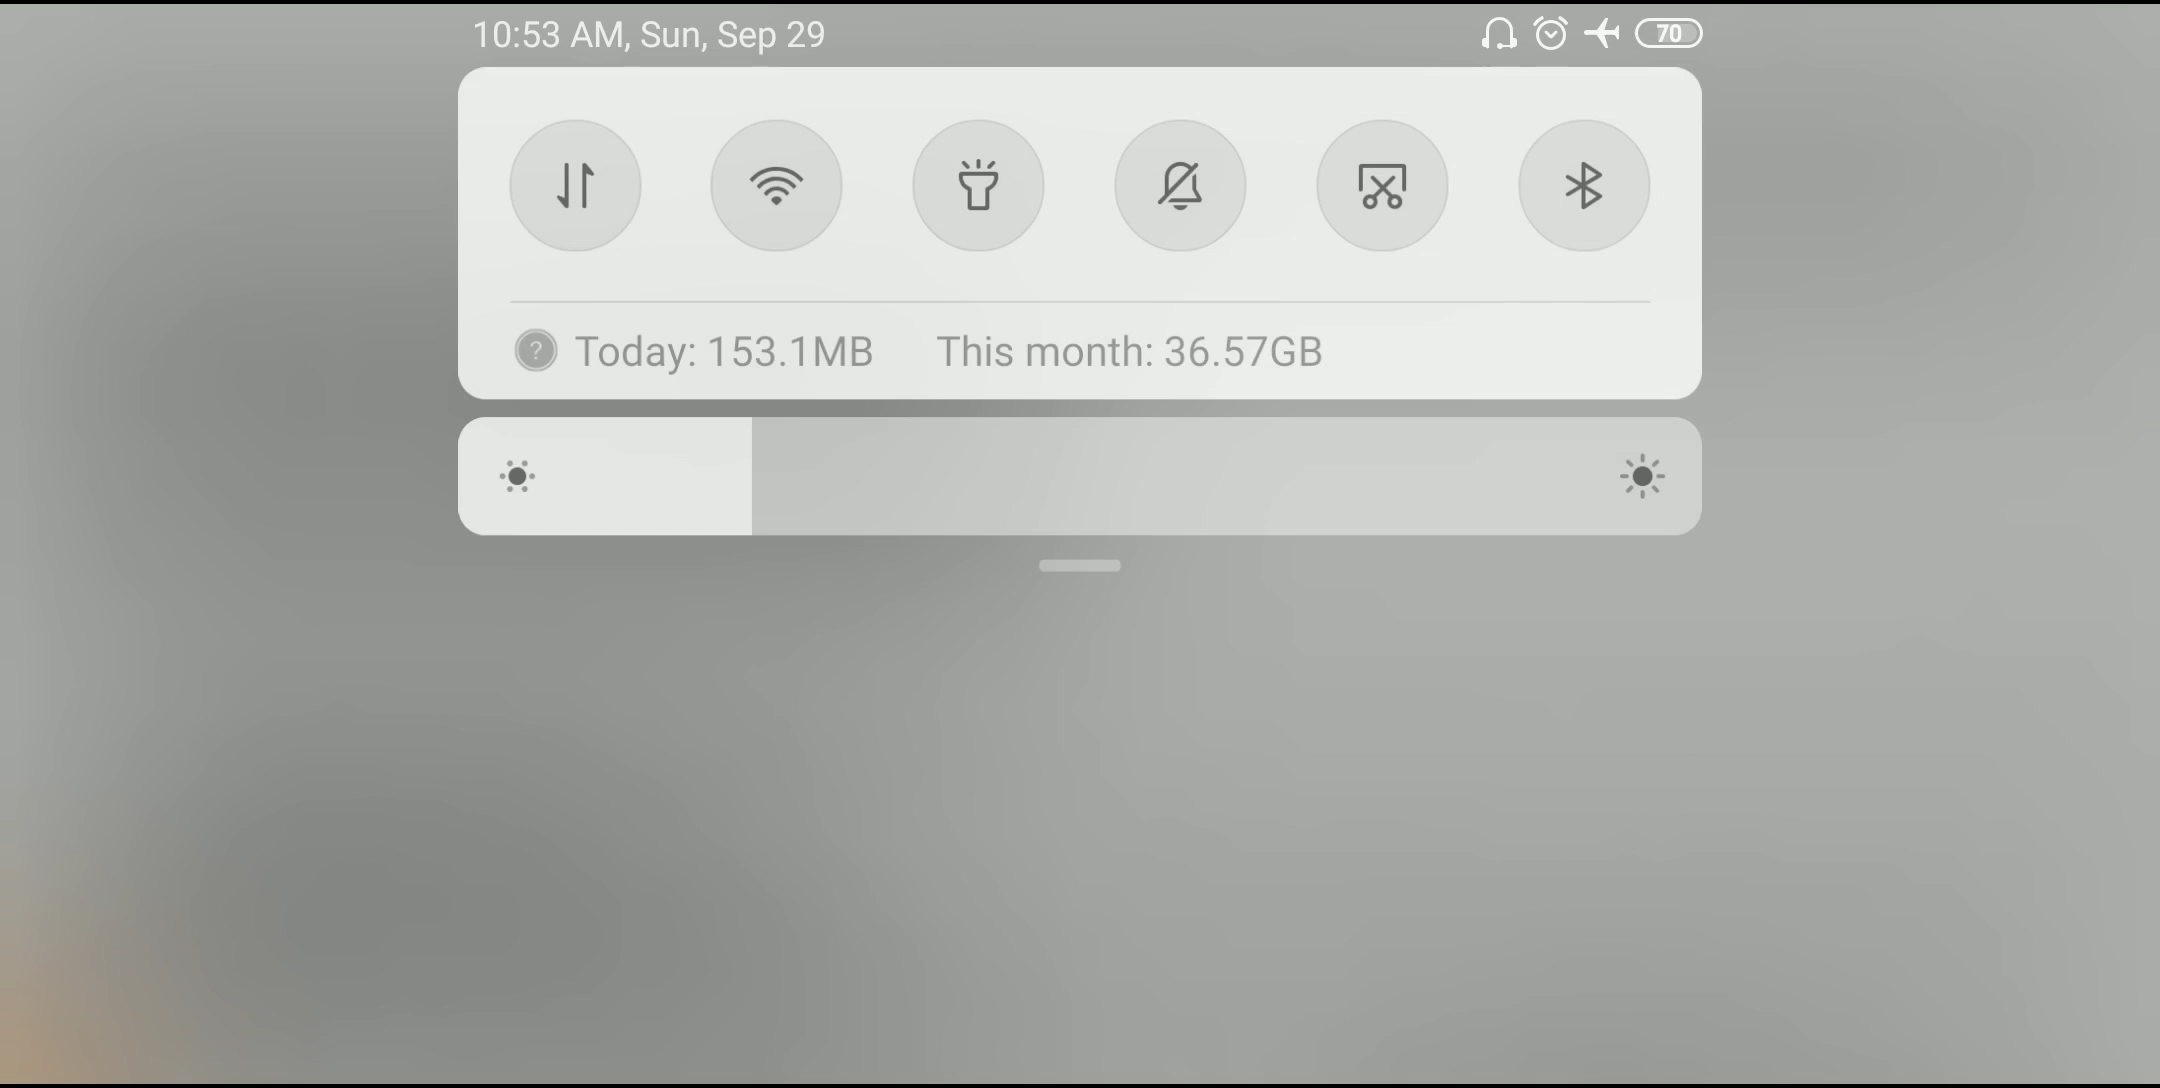 10:53 AM, Sun, Sep 29
70
? Today: 153.1MB This month: 36.57GB